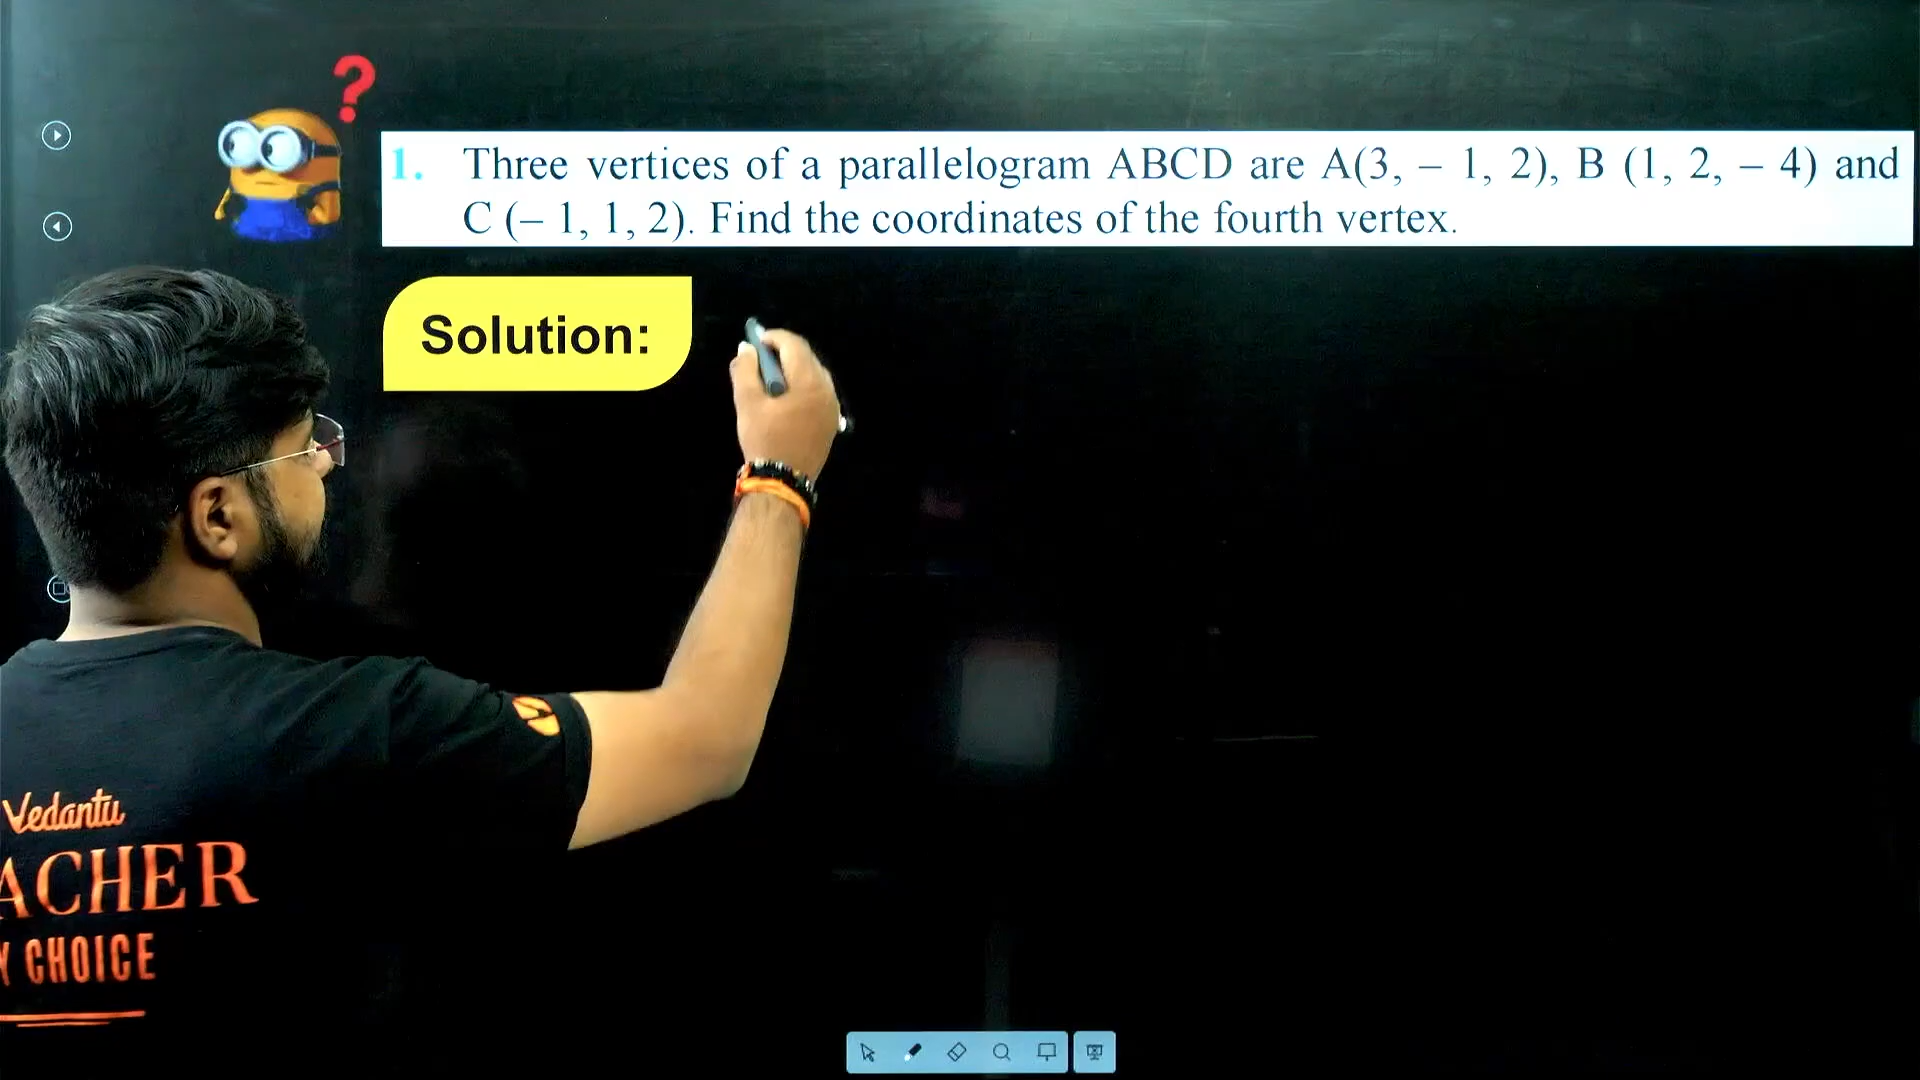 ?
1. Three vertices of a parallelogram ABCD are A(3, – 1, 2), B (1, 2, – 4) and
C (– 1, 1, 2). Find the coordinates of the fourth vertex.
Solution:
Vedantu
ACHER
Y CHOICE